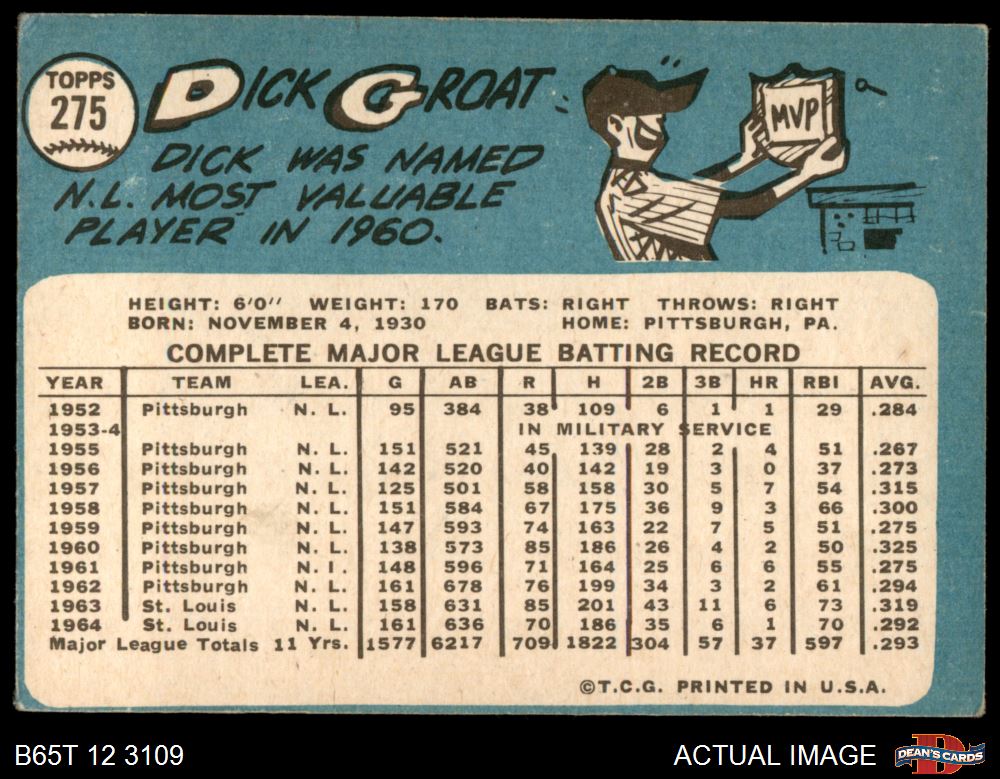 TOPPS
275
DICK GROAT
MVP
DICK WAS NAMED
N.L. MOST VALUABLE
PLAYER IN 1960.
HEIGHT: 6'0" WEIGHT: 170 BATS: RIGHT THROWS: RIGHT
BORN: NOVEMBER 4, 1930 HOME: PITTSBURGH, PA.
COMPLETE MAJOR LEAGUE BATTING RECORD
YEAR TEAM LEA. G AB R H 2B 3B HR RBI AVG.
1952 Pittsburgh N. L. 95 384 38 109 6 1 1 29 .284
1953-4 IN MILITARY SERVICE
1955 Pittsburgh N. L. 151 521 45 139 28 2 4 51 .267
1956 Pittsburgh N. L. 142 520 40 142 19 3 0 37 .273
1957 Pittsburgh N. L. 125 501 58 158 30 5 7 54 .315
1958 Pittsburgh N. L. 151 584 67 175 36 9 3 66 .300
1959 Pittsburgh N. L. 147 593 74 163 22 7 5 51 .275
1960 Pittsburgh N. L. 138 573 85 186 26 4 2 50 .325
1961 Pittsburgh N. L. 148 596 71 164 25 6 6 55 .275
1962 Pittsburgh N. L. 161 678 76 199 34 3 2 61 .294
1963 St. Louis N. L. 158 631 85 201 43 11 6 73 .319
1964 St. Louis N. L. 161 636 70 186 35 6 1 70 .292
Major League Totals 11 Yrs. 1577 6217 709 1822 304 57 37 597 .293
©T.C.G. PRINTED IN U.S.A.
B65T 12 3109
ACTUAL IMAGE
DEAN'S CARDS